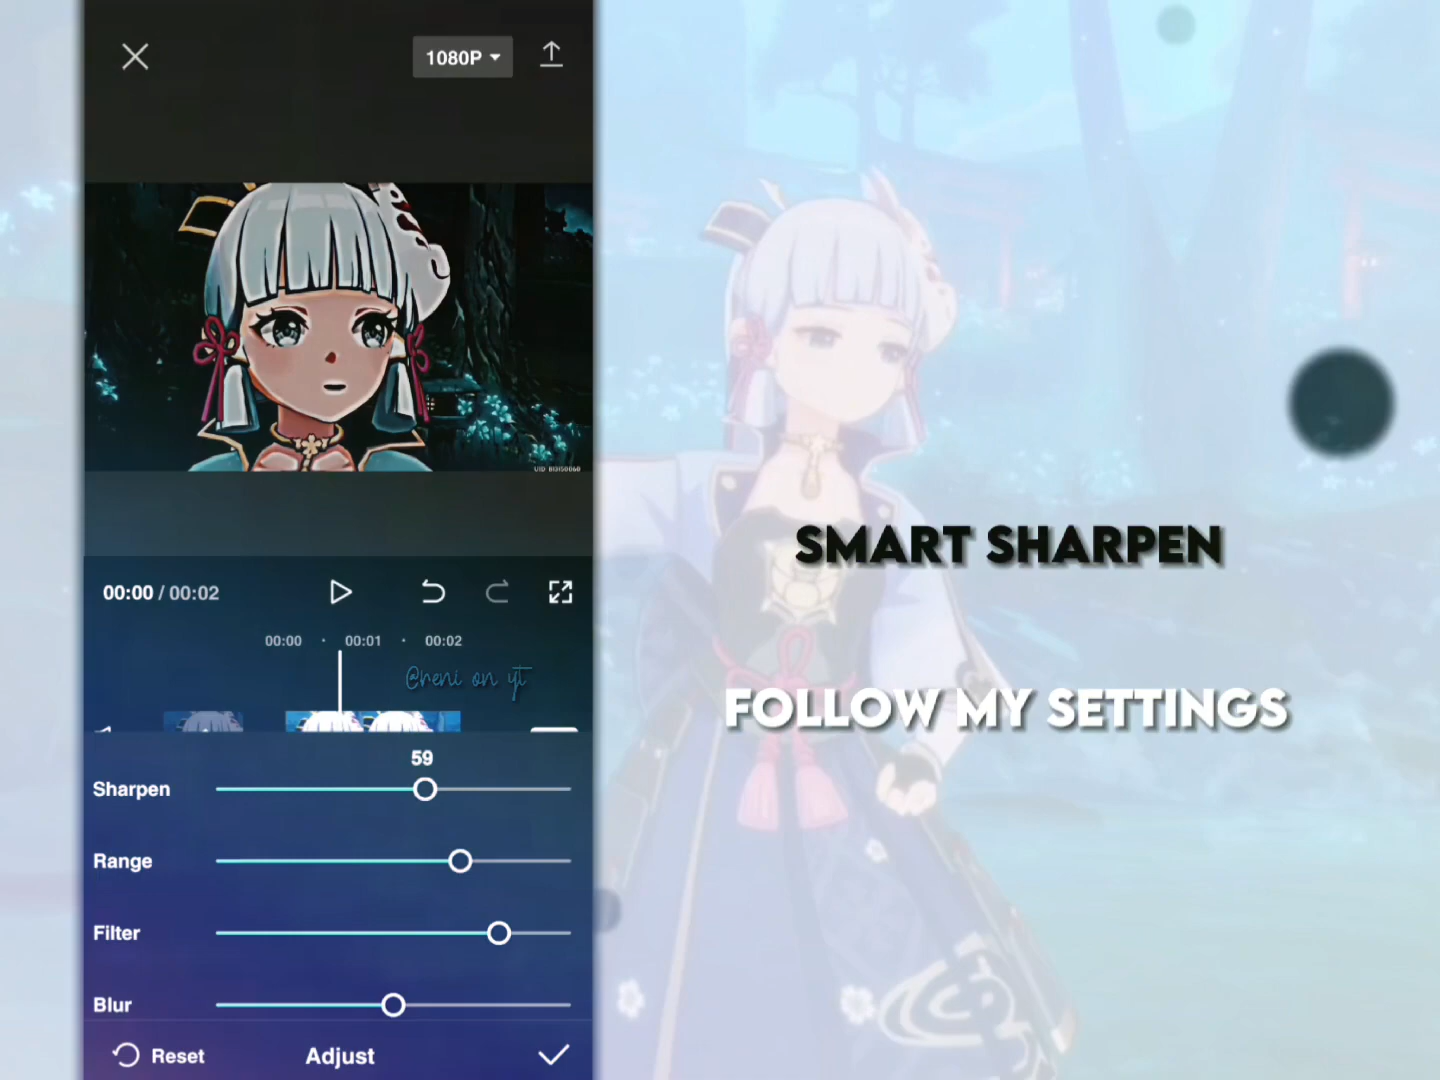 1080P
00:00 / 00:02
00:00 · 00:01 · 00:02
@reni on yt
59
Sharpen
Range
Filter
Blur
Reset
Adjust
SMART SHARPEN
FOLLOW MY SETTINGS